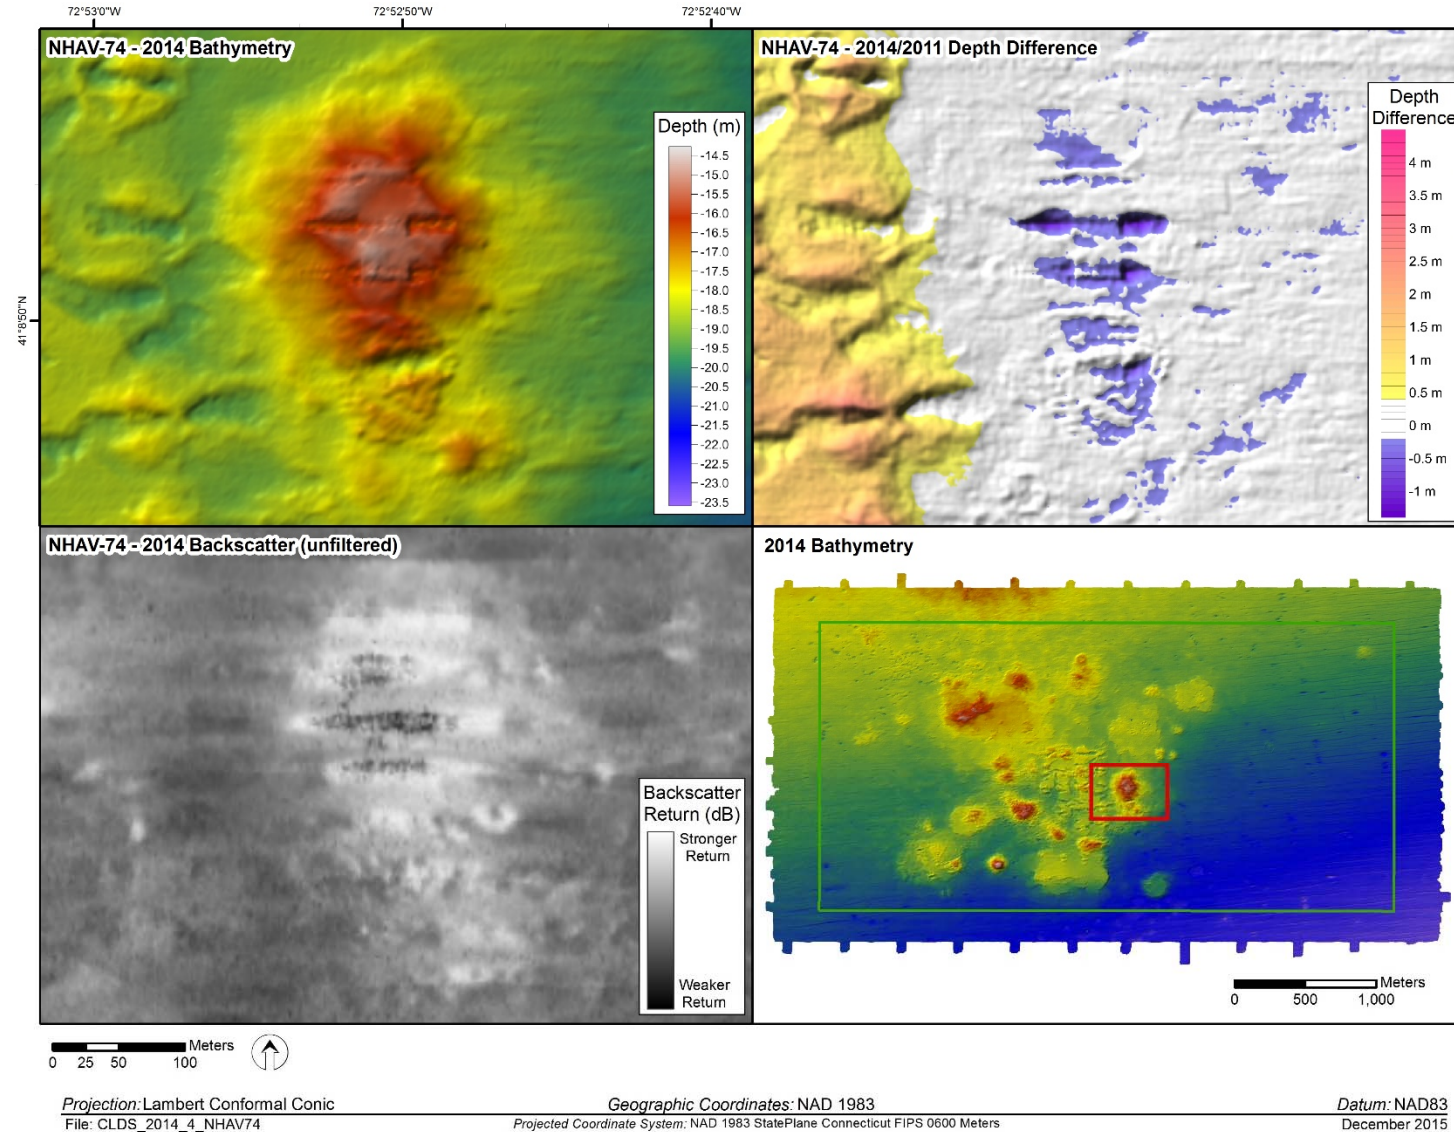 72°53'0"W
72°52'50"W
72°52'40"W
41°8'50"N
NHAV-74 - 2014 Bathymetry
Depth (m)
-14.5
-15.0
-15.5
-16.0
-16.5
-17.0
-17.5
-18.0
-18.5
-19.0
-19.5
-20.0
-20.5
-21.0
-21.5
-22.0
-22.5
-23.0
-23.5
NHAV-74 - 2014/2011 Depth Difference
Depth
Difference
4 m
3.5 m
3 m
2.5 m
2 m
1.5 m
1 m
0.5 m
0 m
-0.5 m
-1 m
NHAV-74 - 2014 Backscatter (unfiltered)
Backscatter
Return (dB)
Stronger
Return
Weaker
Return
2014 Bathymetry
Meters
0 500 1,000
Meters
0 25 50 100
Projection: Lambert Conformal Conic
Geographic Coordinates: NAD 1983
Datum: NAD83
File: CLDS_2014_4_NHAV74
Projected Coordinate System: NAD 1983 StatePlane Connecticut FIPS 0600 Meters
December 2015